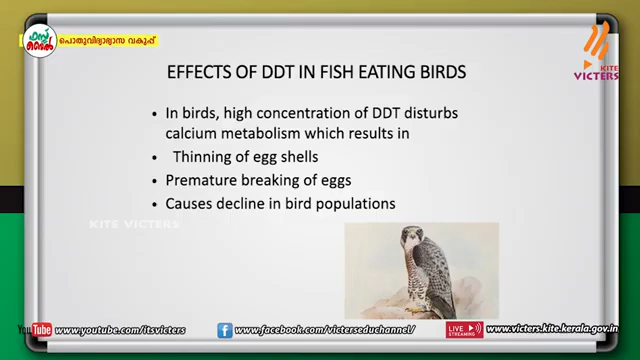 ഫസ്റ്റ്
ബെൽ
പൊതുവിദ്യാഭ്യാസ വകുപ്പ്
KITE
VICTERS
EFFECTS OF DDT IN FISH EATING BIRDS
• In birds, high concentration of DDT disturbs
calcium metabolism which results in
• Thinning of egg shells
• Premature breaking of eggs
• Causes decline in bird populations
KITE VICTERS
YouTube www.youtube.com/itsvicters
www.facebook.com/victerseduchannel/
LIVE STREAMING www.victers.kite.kerala.gov.in